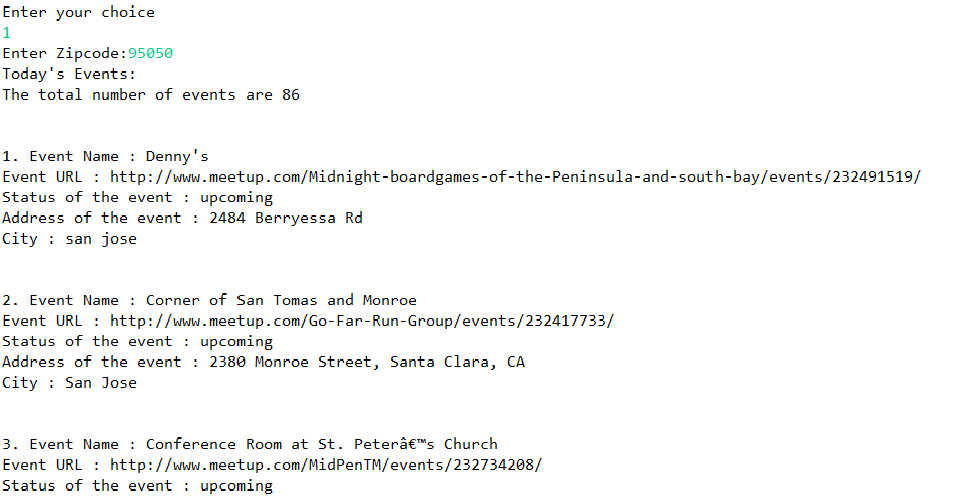 Enter your choice
1
Enter Zipcode:95050
Today's Events:
The total number of events are 86
1. Event Name : Denny's
Event URL : http://www.meetup.com/Midnight-boardgames-of-the-Peninsula-and-south-bay/events/232491519/
Status of the event : upcoming
Address of the event : 2484 Berryessa Rd
City : san jose
2. Event Name : Corner of San Tomas and Monroe
Event URL : http://www.meetup.com/Go-Far-Run-Group/events/232417733/
Status of the event : upcoming
Address of the event : 2380 Monroe Street, Santa Clara, CA
City : San Jose
3. Event Name : Conference Room at St. Peterâ€™s Church
Event URL : http://www.meetup.com/MidPenTM/events/232734208/
Status of the event : upcoming